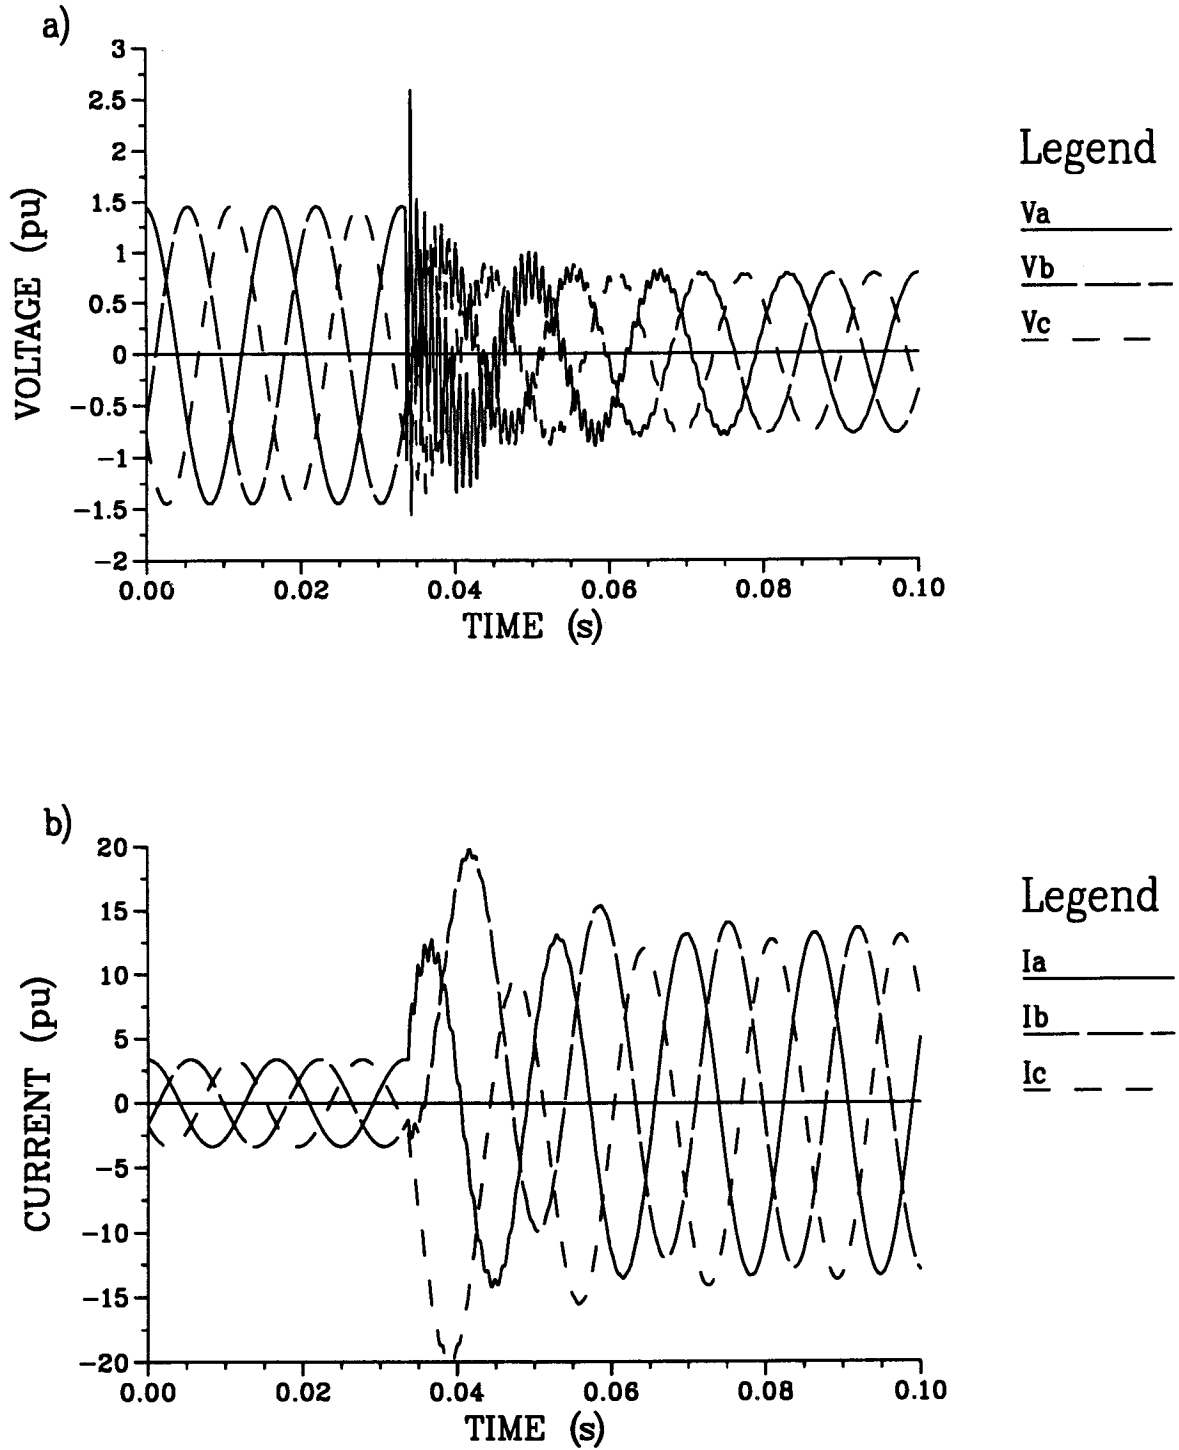 a)
VOLTAGE (pu)
3
2.5
2
1.5
1
0.5
0
−0.5
−1
−1.5
−2
0.00 0.02 0.04 0.06 0.08 0.10
TIME (s)
Legend
Va
Vb
Vc
b)
CURRENT (pu)
20
15
10
5
0
−5
−10
−15
−20
0.00 0.02 0.04 0.06 0.08 0.10
TIME (s)
Legend
Ia
Ib
Ic